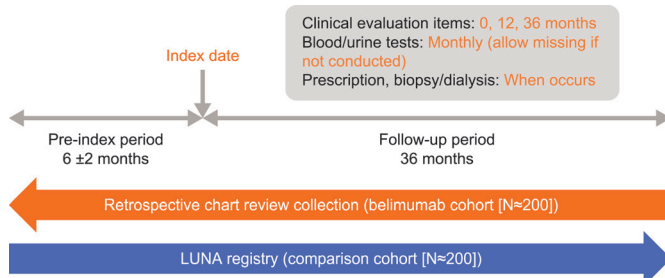 Clinical evaluation items: 0, 12, 36 months
Blood/urine tests: Monthly (allow missing if
not conducted)
Prescription, biopsy/dialysis: When occurs
Index date
Pre-index period
6 ±2 months
Follow-up period
36 months
Retrospective chart review collection (belimumab cohort [N≈200])
LUNA registry (comparison cohort [N≈200])